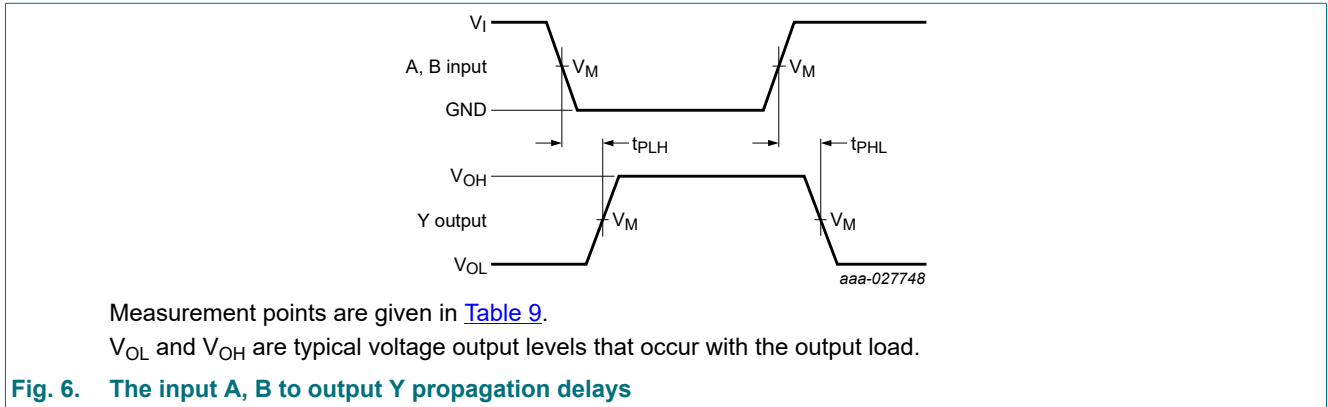 VI
A, B input
VM
VM
GND
tPLH
tPHL
VOH
Y output
VM
VM
VOL
aaa-027748
Measurement points are given in Table 9.
VOL and VOH are typical voltage output levels that occur with the output load.
Fig. 6. The input A, B to output Y propagation delays